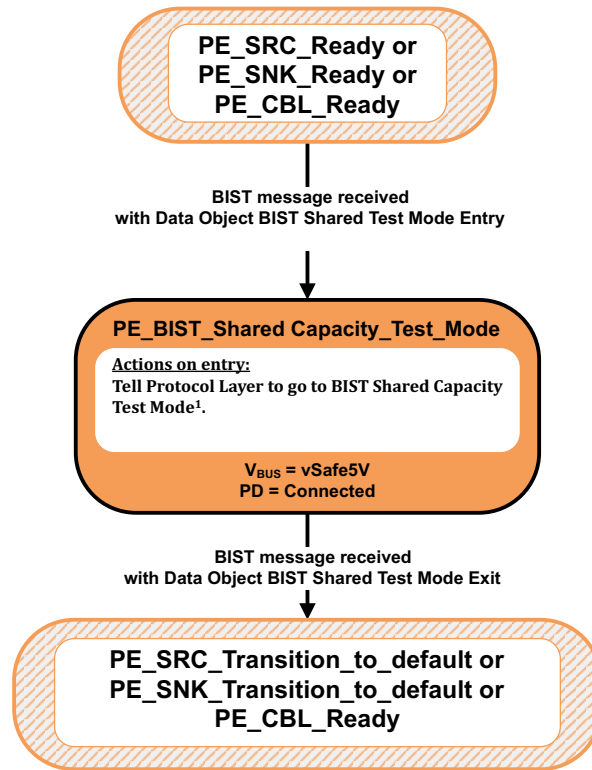 PE_SRC_Ready or
PE_SNK_Ready or
PE_CBL_Ready
BIST message received
with Data Object BIST Shared Test Mode Entry
PE_BIST_Shared Capacity_Test_Mode
Actions on entry:
Tell Protocol Layer to go to BIST Shared Capacity
Test Mode¹.
VBUS = vSafe5V
PD = Connected
BIST message received
with Data Object BIST Shared Test Mode Exit
PE_SRC_Transition_to_default or
PE_SNK_Transition_to_default or
PE_CBL_Ready